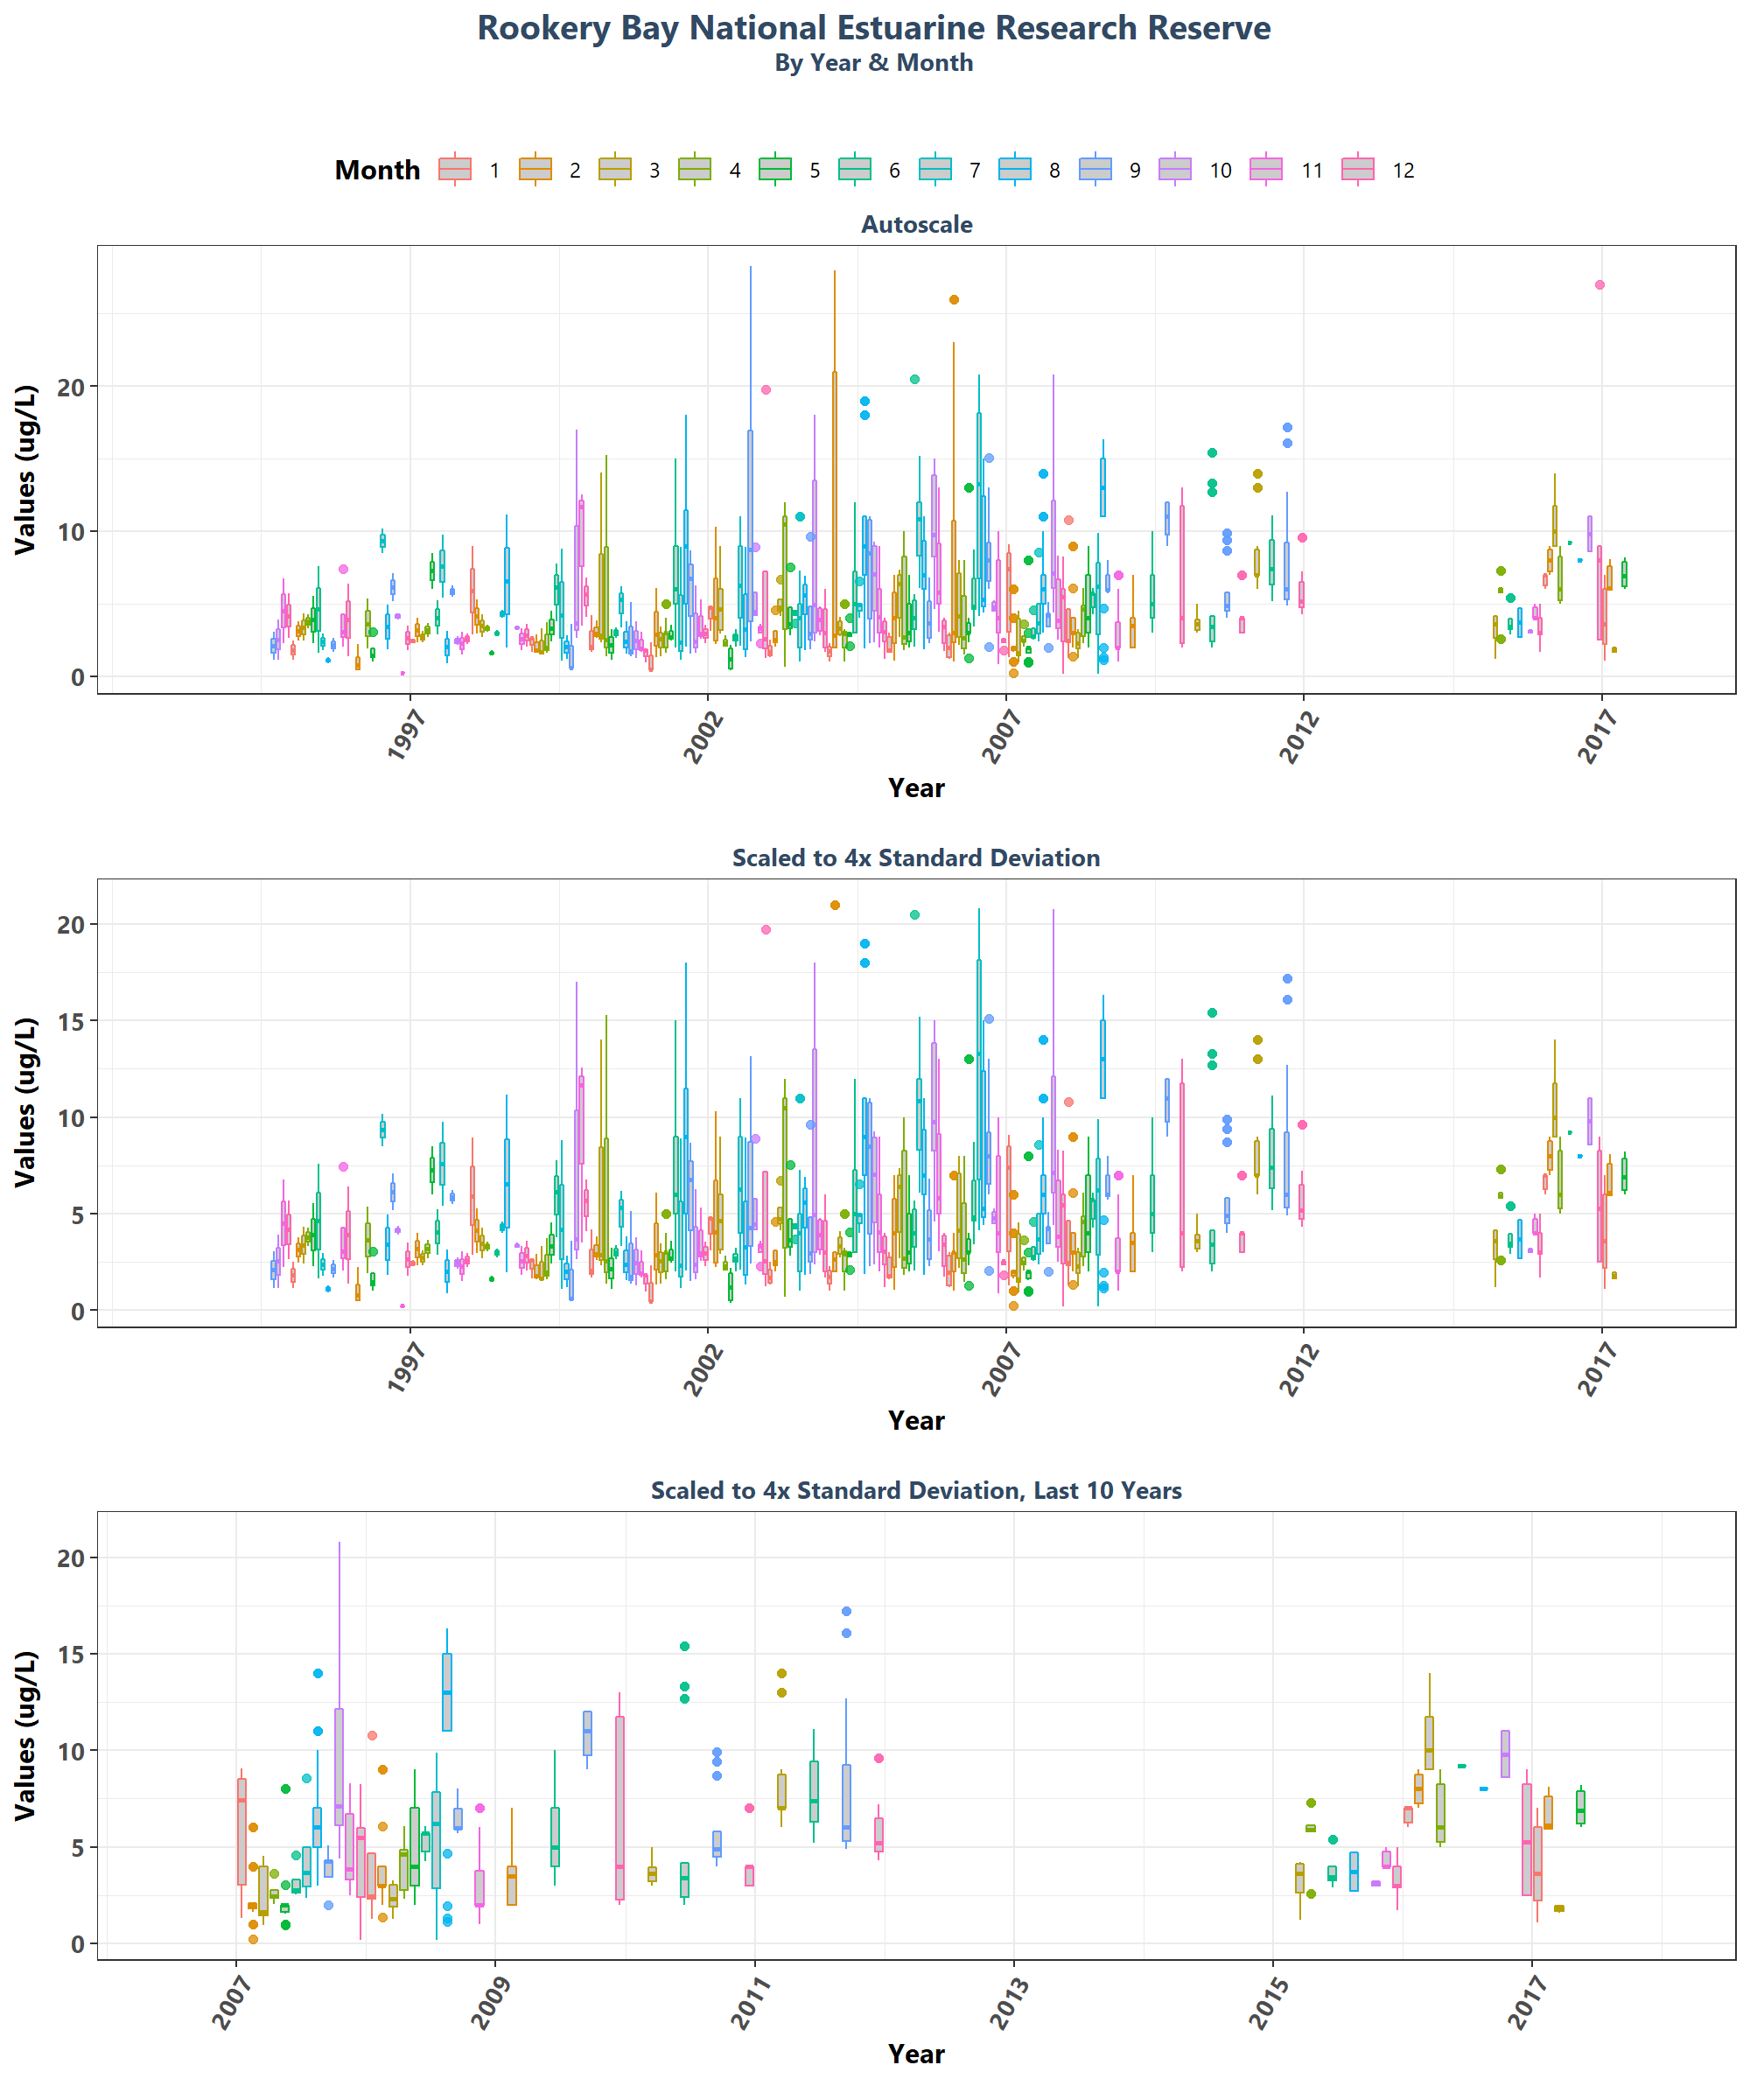 Rookery Bay National Estuarine Research Reserve
By Year & Month
Month 1 2 3 4 5 6 7 8 9 10 11 12
Autoscale
Values (ug/L)
20
10
0
1997 2002 2007 2012 2017
Year
Scaled to 4x Standard Deviation
Values (ug/L)
20
15
10
5
0
1997 2002 2007 2012 2017
Year
Scaled to 4x Standard Deviation, Last 10 Years
Values (ug/L)
20
15
10
5
0
2007 2009 2011 2013 2015 2017
Year